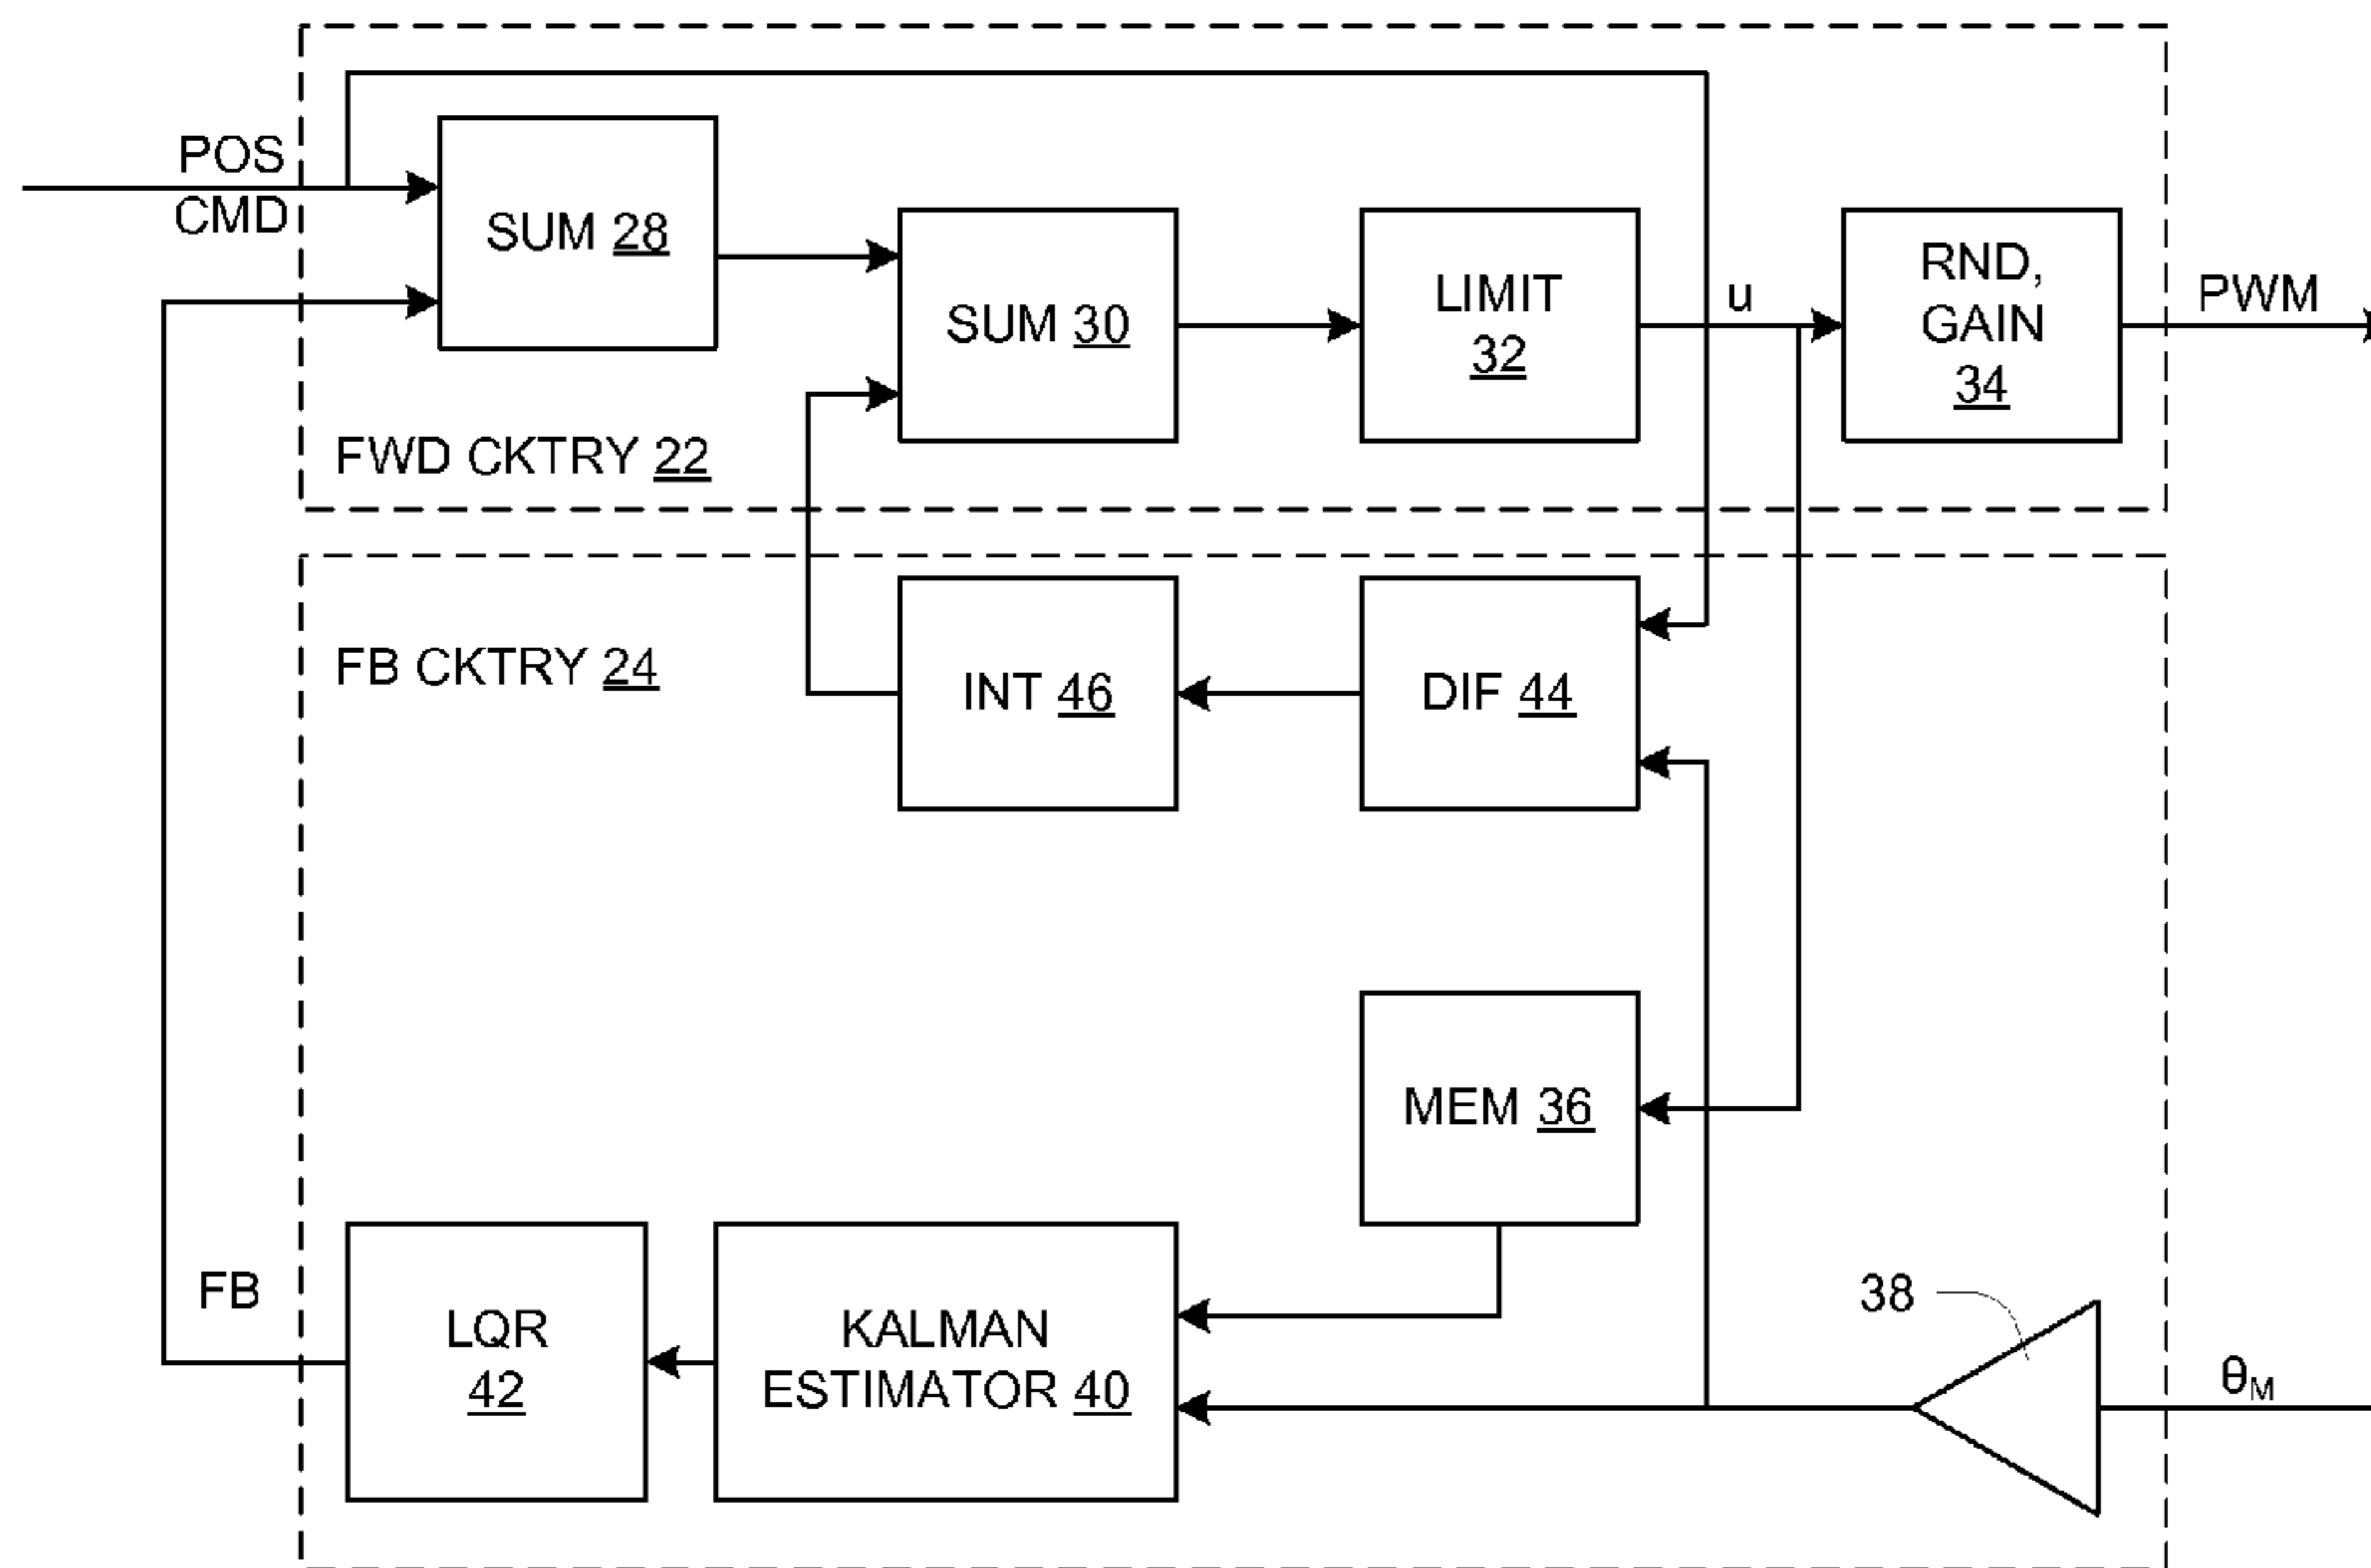 POS
CMD
SUM 28
SUM 30
LIMIT
32
u
RND,
GAIN
34
PWM
FWD CKTRY 22
FB CKTRY 24
INT 46
DIF 44
MEM 36
FB
LQR
42
KALMAN
ESTIMATOR 40
38
θM